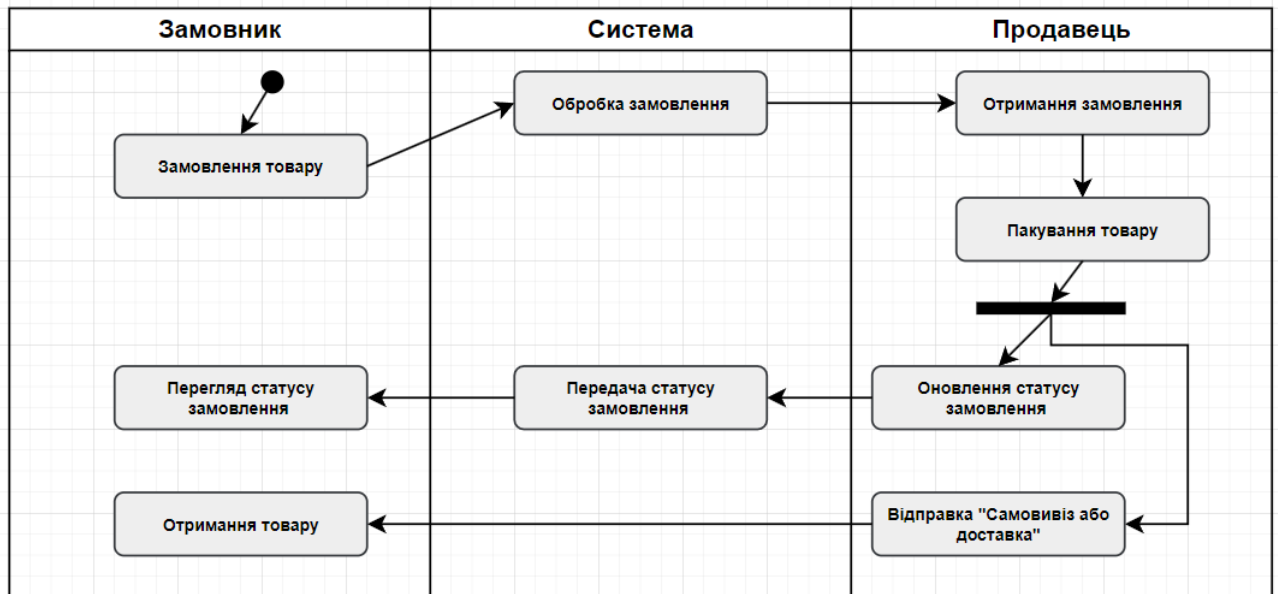 Замовник
Система
Продавець
Обробка замовлення
Отримання замовлення
Замовлення товару
Пакування товару
Перегляд статусу
замовлення
Передача статусу
замовлення
Оновлення статусу
замовлення
Отримання товару
Відправка "Самовивіз або
доставка"